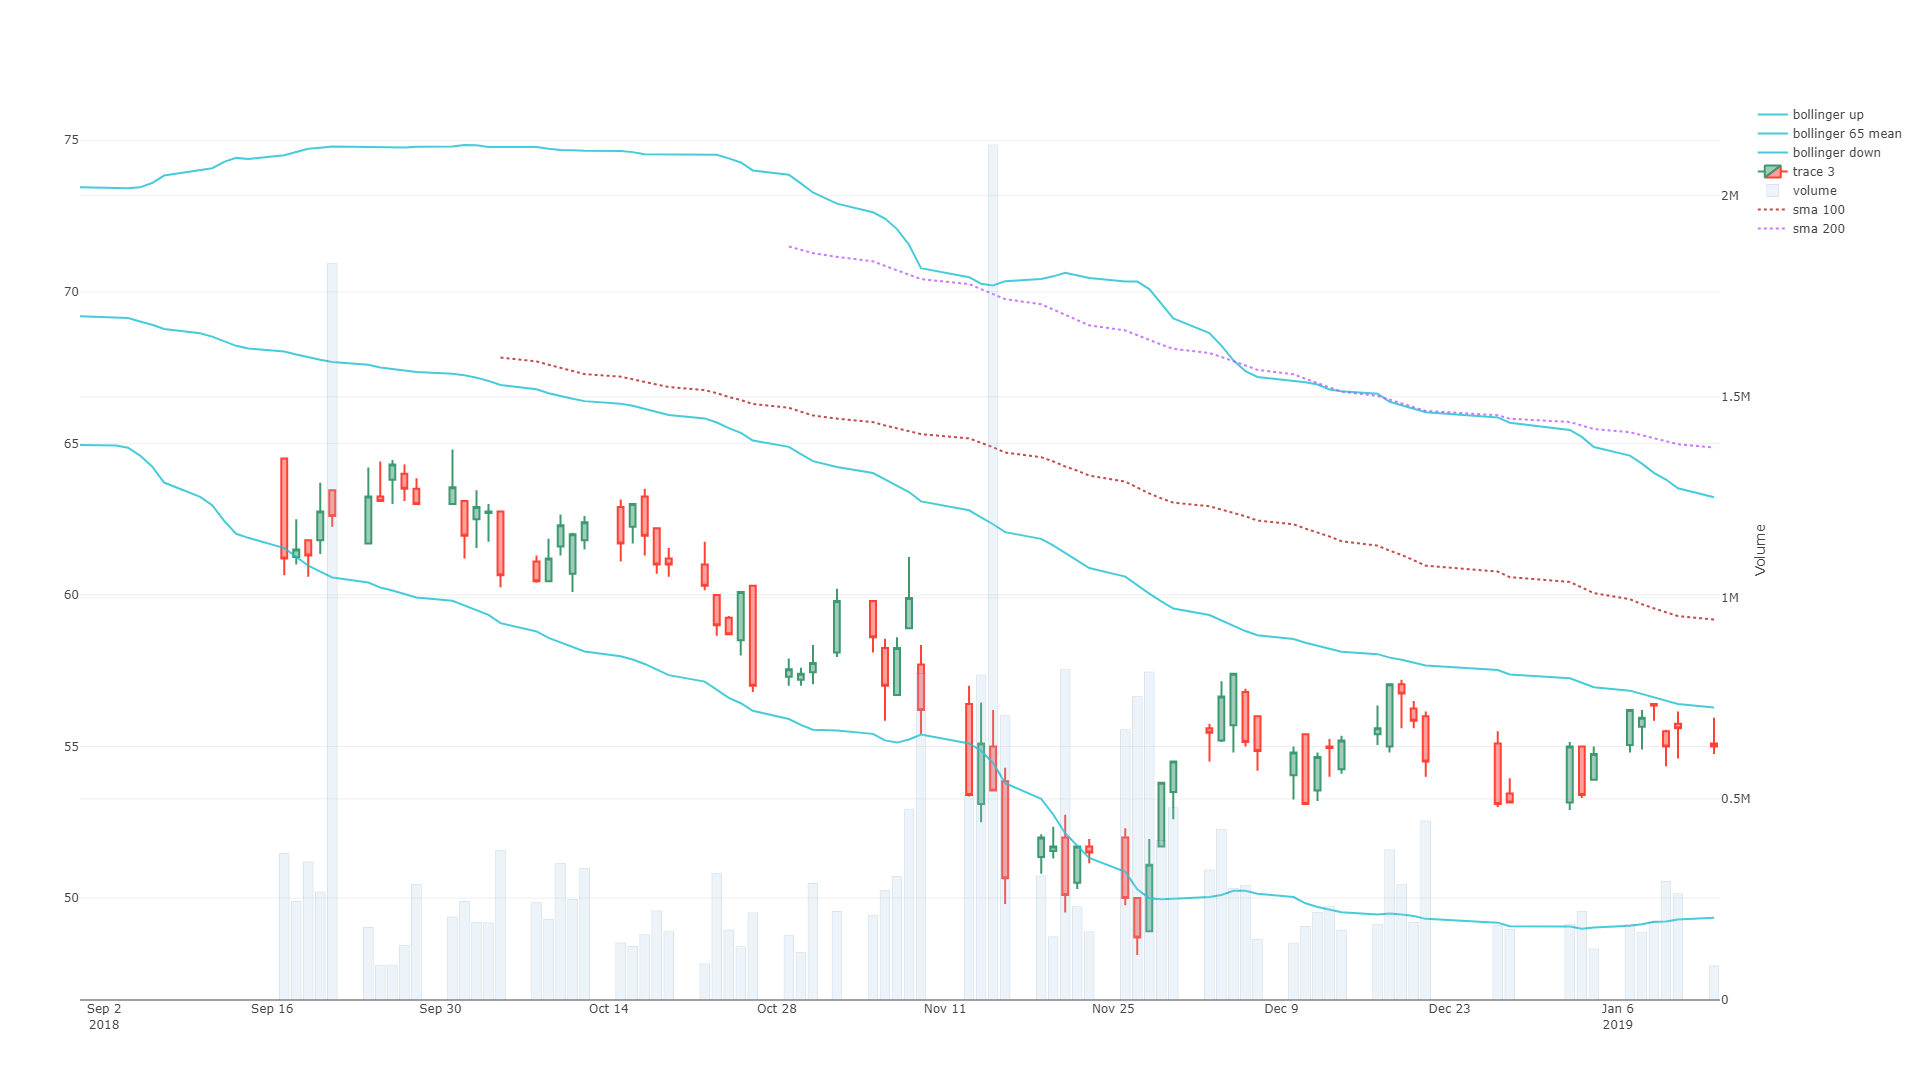 bollinger up
bollinger 65 mean
bollinger down
trace 3
volume
sma 100
sma 200
75
70
65
60
55
50
2M
1.5M
1M
0.5M
0
Volume
Sep 2
2018
Sep 16
Sep 30
Oct 14
Oct 28
Nov 11
Nov 25
Dec 9
Dec 23
Jan 6
2019